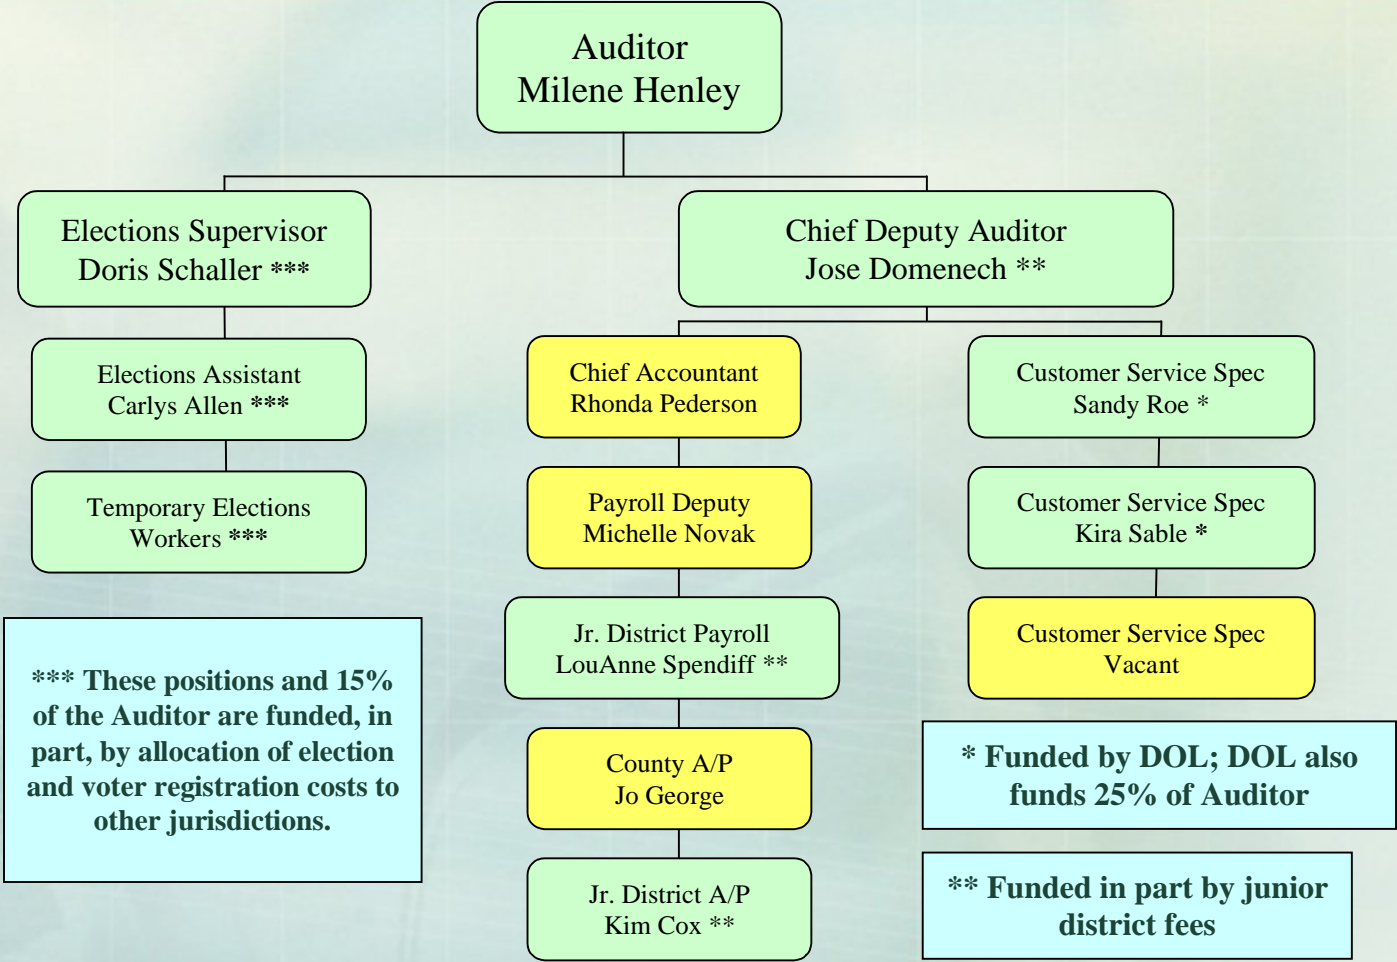 Auditor
Milene Henley
Elections Supervisor
Doris Schaller ***
Chief Deputy Auditor
Jose Domenech **
Elections Assistant
Carlys Allen ***
Temporary Elections
Workers ***
Chief Accountant
Rhonda Pederson
Payroll Deputy
Michelle Novak
Jr. District Payroll
LouAnne Spendiff **
County A/P
Jo George
Jr. District A/P
Kim Cox **
Customer Service Spec
Sandy Roe *
Customer Service Spec
Kira Sable *
Customer Service Spec
Vacant
*** These positions and 15%
of the Auditor are funded, in
part, by allocation of election
and voter registration costs to
other jurisdictions.
* Funded by DOL; DOL also
funds 25% of Auditor
** Funded in part by junior
district fees